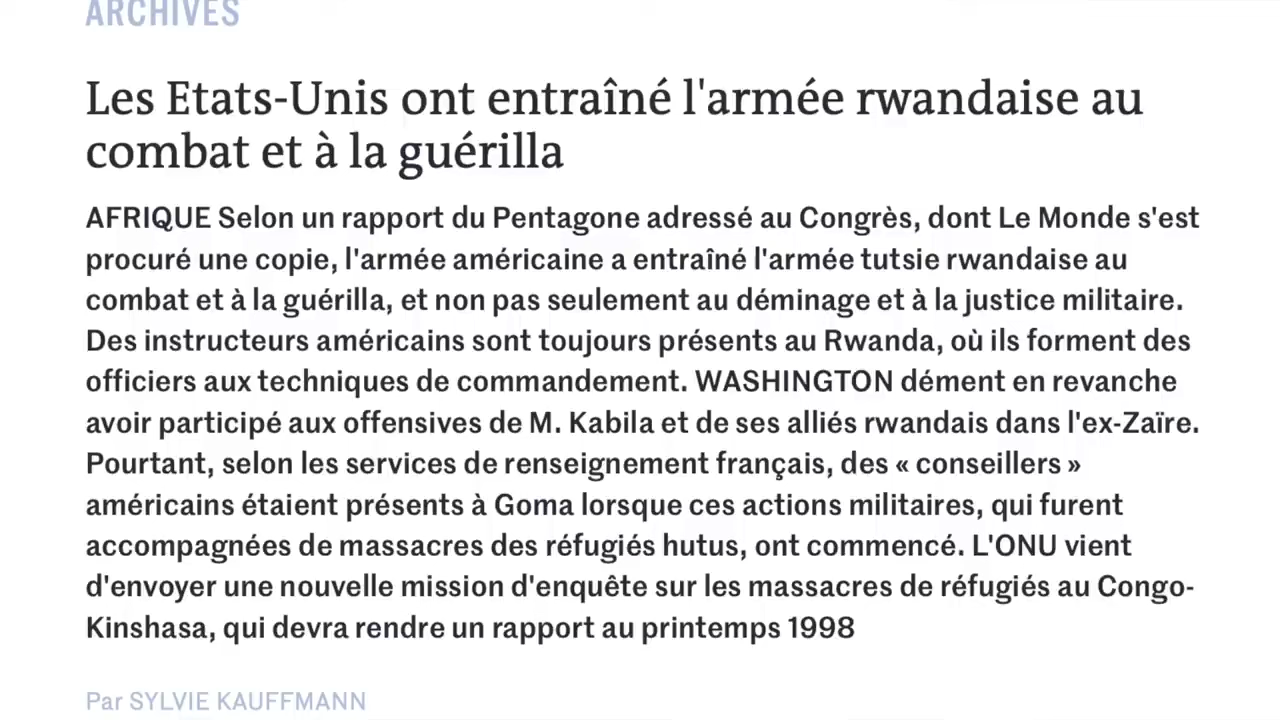 ARCHIVES
Les Etats-Unis ont entraîné l'armée rwandaise au
combat et à la guérilla
AFRIQUE Selon un rapport du Pentagone adressé au Congrès, dont Le Monde s'est
procuré une copie, l'armée américaine a entraîné l'armée tutsie rwandaise au
combat et à la guérilla, et non pas seulement au déminage et à la justice militaire.
Des instructeurs américains sont toujours présents au Rwanda, où ils forment des
officiers aux techniques de commandement. WASHINGTON dément en revanche
avoir participé aux offensives de M. Kabila et de ses alliés rwandais dans l'ex-Zaïre.
Pourtant, selon les services de renseignement français, des « conseillers »
américains étaient présents à Goma lorsque ces actions militaires, qui furent
accompagnées de massacres des réfugiés hutus, ont commencé. L'ONU vient
d'envoyer une nouvelle mission d'enquête sur les massacres de réfugiés au Congo-
Kinshasa, qui devra rendre un rapport au printemps 1998
Par SYLVIE KAUFFMANN